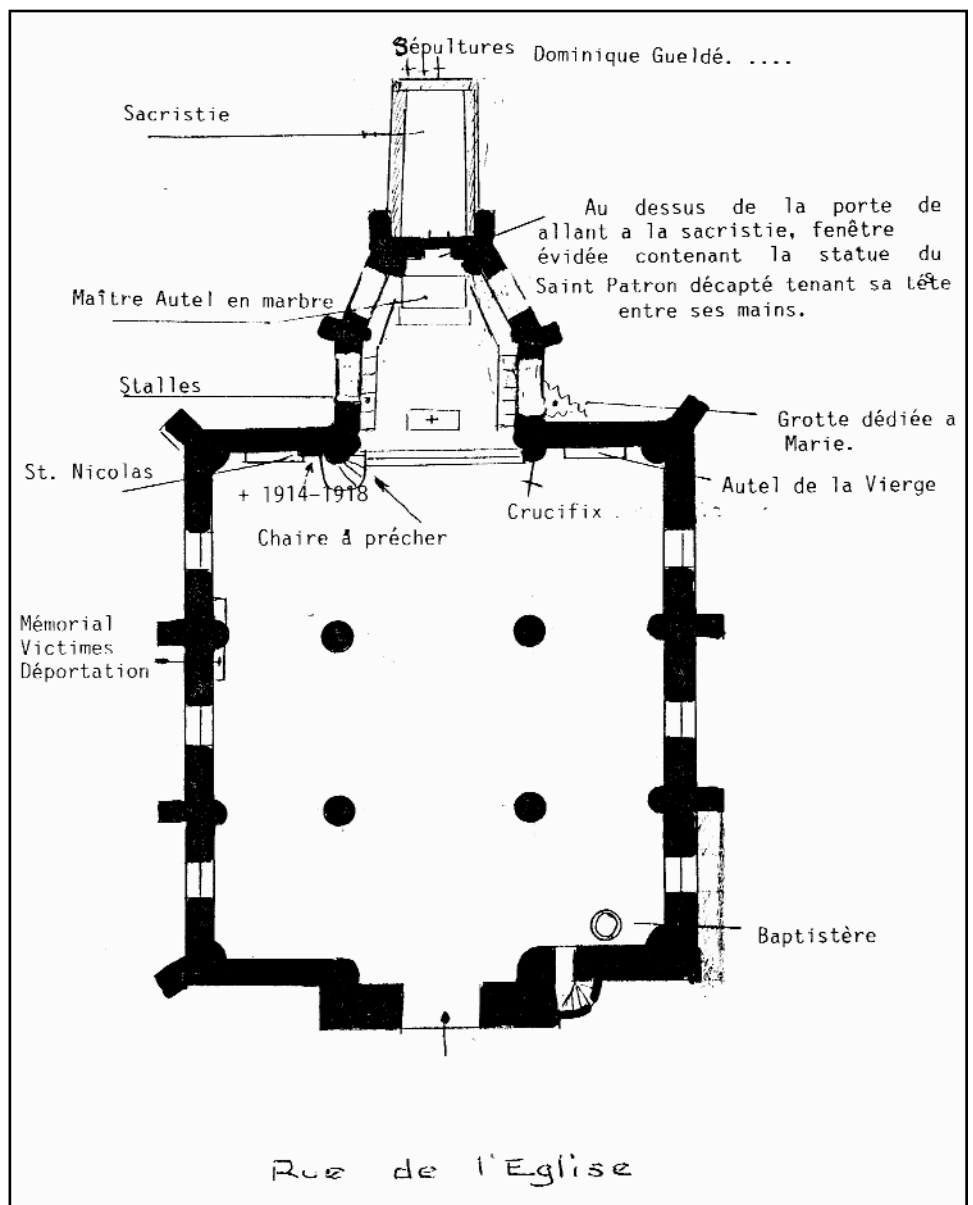 Sépultures Dominique Gueldé. ....
Sacristie
Au dessus de la porte de
allant a la sacristie, fenêtre
évidée contenant la statue du
Saint Patron décapté tenant sa tête
entre ses mains.
Maître Autel en marbre
Stalles
Grotte dédiée a
Marie.
St. Nicolas
+ 1914-1918
Chaire à précher
Crucifix
Autel de la Vierge
Mémorial
Victimes
Déportation
Baptistère
Rue de l'Eglise